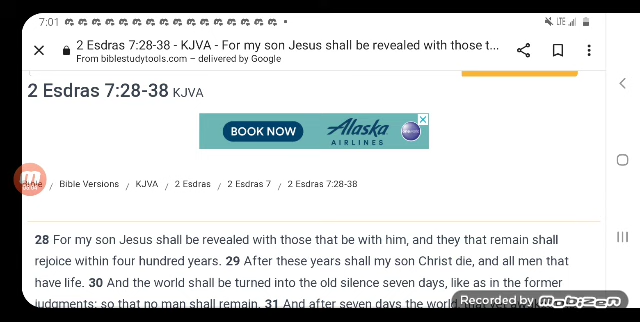 7:01 LTE
2 Esdras 7:28-38 - KJVA - For my son Jesus shall be revealed with those t...
From biblestudytools.com – delivered by Google
2 Esdras 7:28-38 KJVA
BOOK NOW Alaska AIRLINES
/ Bible Versions / KJVA / 2 Esdras / 2 Esdras 7 / 2 Esdras 7:28-38
28 For my son Jesus shall be revealed with those that be with him, and they that remain shall
rejoice within four hundred years. 29 After these years shall my son Christ die, and all men that
have life. 30 And the world shall be turned into the old silence seven days, like as in the former
judgments: so that no man shall remain. 31 And after seven days the world that yet
Recorded by mobizen